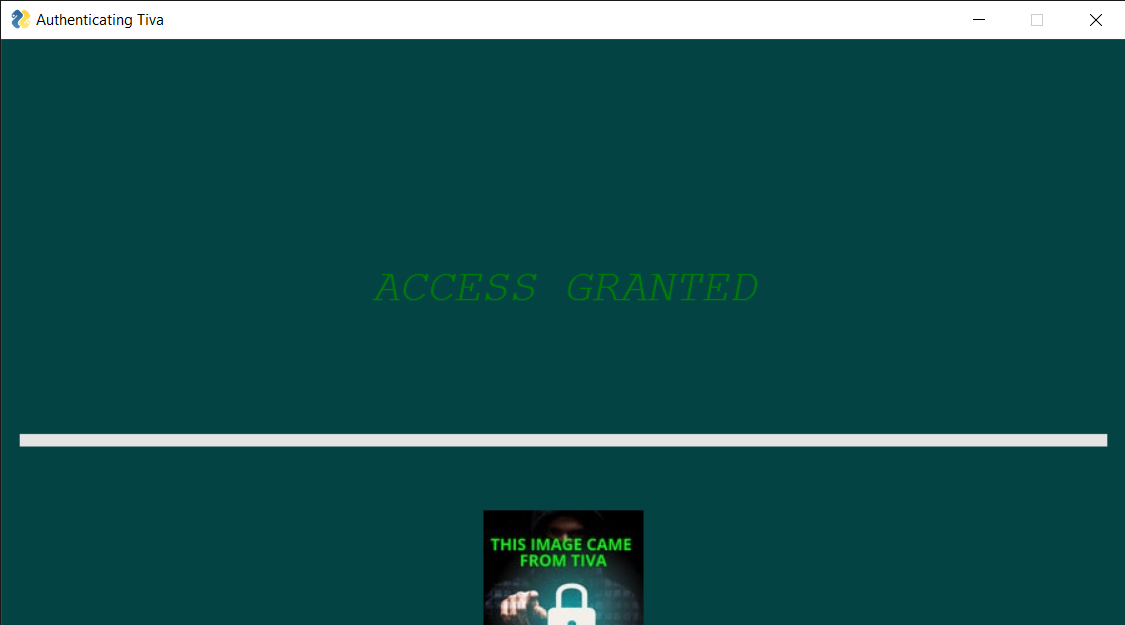 Authenticating Tiva
ACCESS GRANTED
THIS IMAGE CAME
FROM TIVA